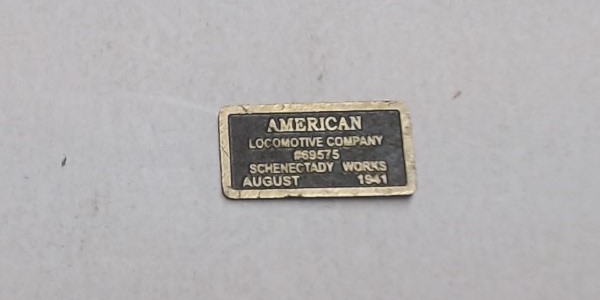 AMERICAN
LOCOMOTIVE COMPANY
#69575
SCHENECTADY WORKS
AUGUST 1941